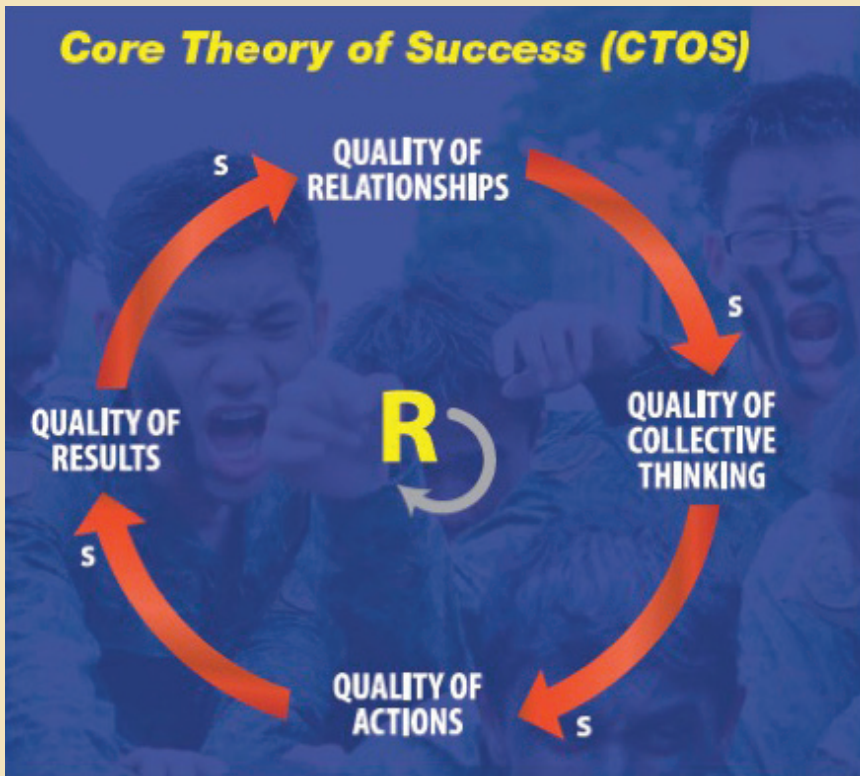 Core Theory of Success (CTOS)
S
QUALITY OF
RELATIONSHIPS
S
QUALITY OF
COLLECTIVE
THINKING
R
QUALITY OF
RESULTS
S
QUALITY OF
ACTIONS
S